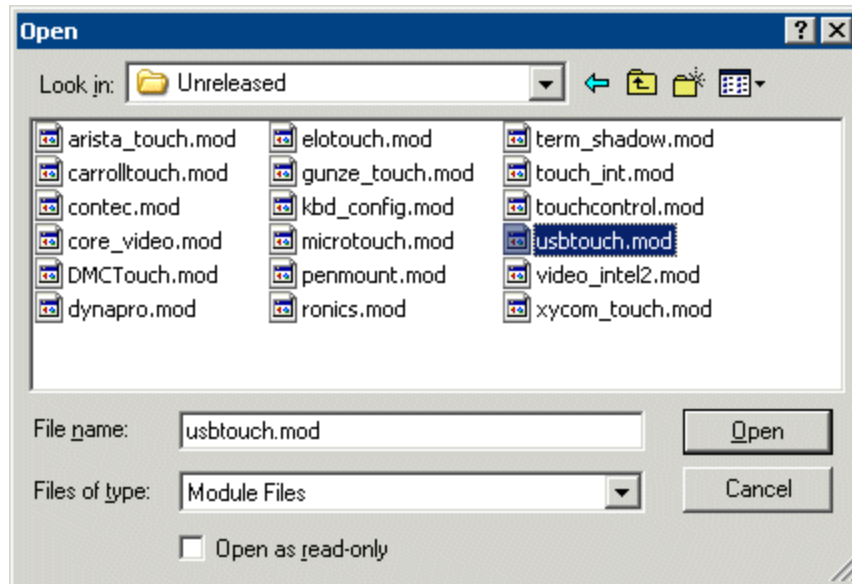 Open
Look in: Unreleased
arista_touch.mod elotouch.mod term_shadow.mod
carrolltouch.mod gunze_touch.mod touch_int.mod
contec.mod kbd_config.mod touchcontrol.mod
core_video.mod microtouch.mod usbtouch.mod
DMCTouch.mod penmount.mod video_intel2.mod
dynapro.mod ronics.mod xycom_touch.mod
File name: usbtouch.mod Open
Files of type: Module Files Cancel
Open as read-only